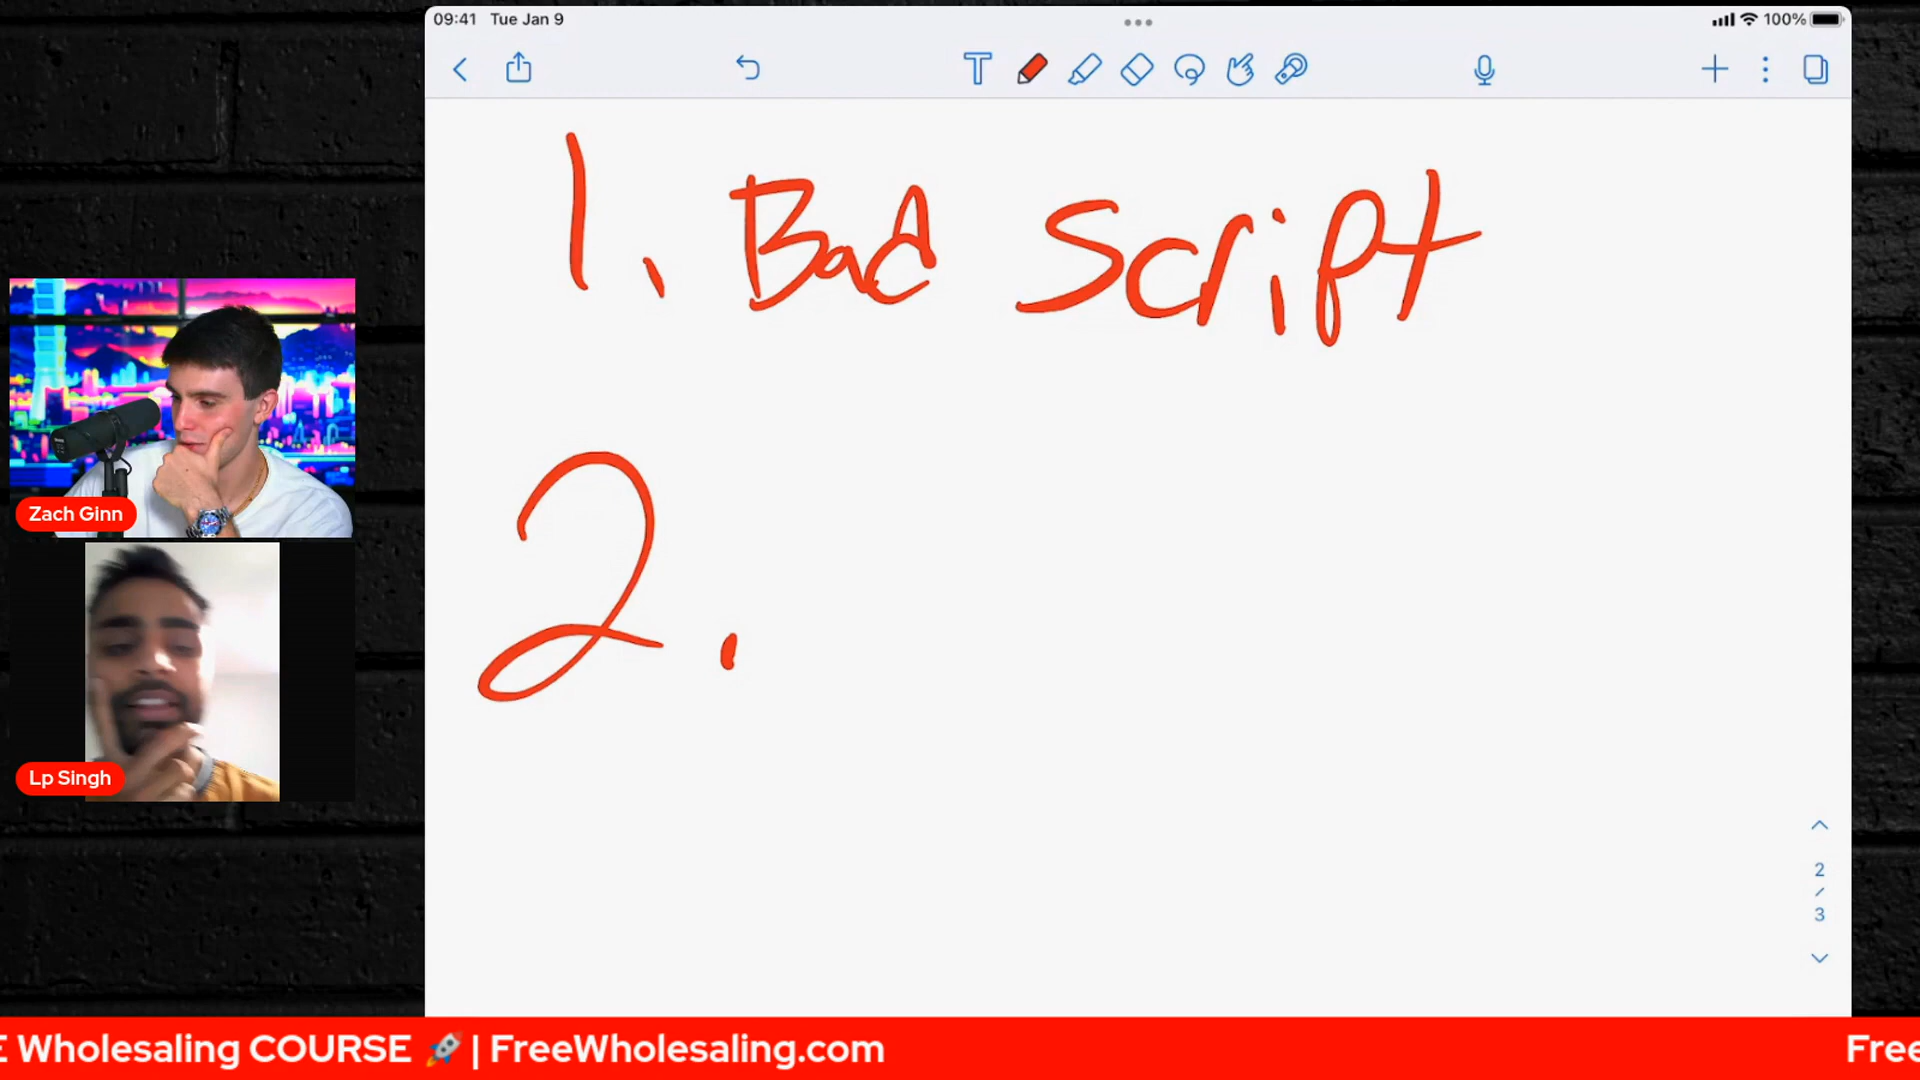 09:41 Tue Jan 9
100%
1. Bad Script
2.
Zach Ginn
Lp Singh
2
/
3
E Wholesaling COURSE 🚀 | FreeWholesaling.com
Free